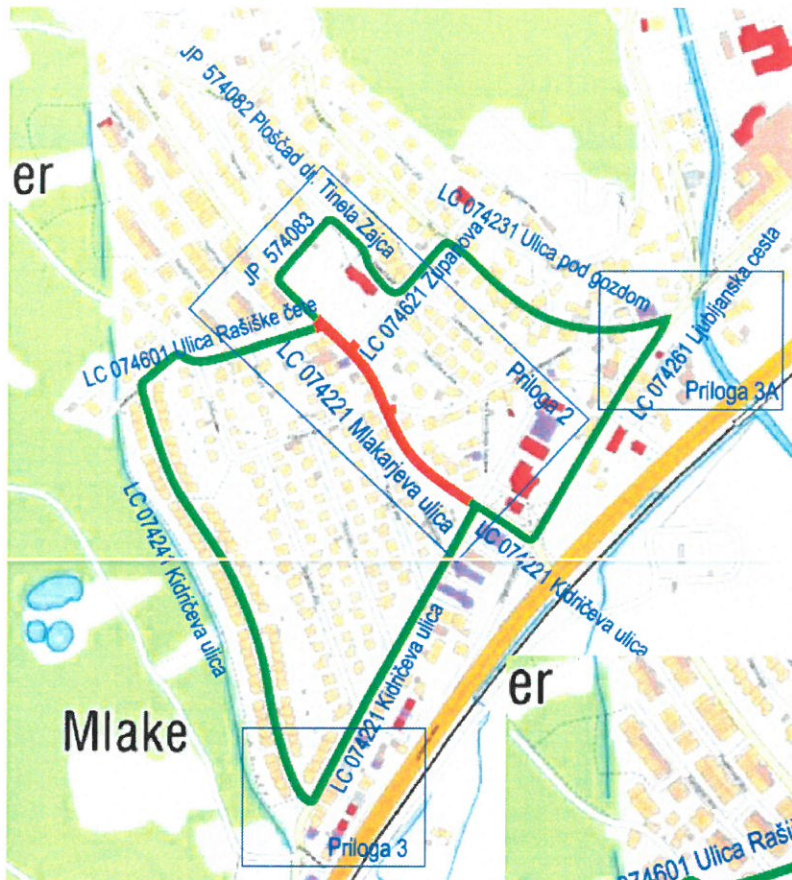 er
JP 574082 Ploščad dr. Tineta Zajca
JP 574083
LC 074231 Ulica pod gozdom
LC 074621 Zupanova
LC 074601 Ulica Rašiške čete
LC 074221 Mlakarjeva ulica
Priloga 2
LC 074261 Ljubljanska cesta
Priloga 3A
LC 074221 Kidričeva ulica
LC 074241 Kidričeva ulica
LC 074221 Kidričeva ulica
Mlake
Priloga 3
er
074601 Ulica Raši